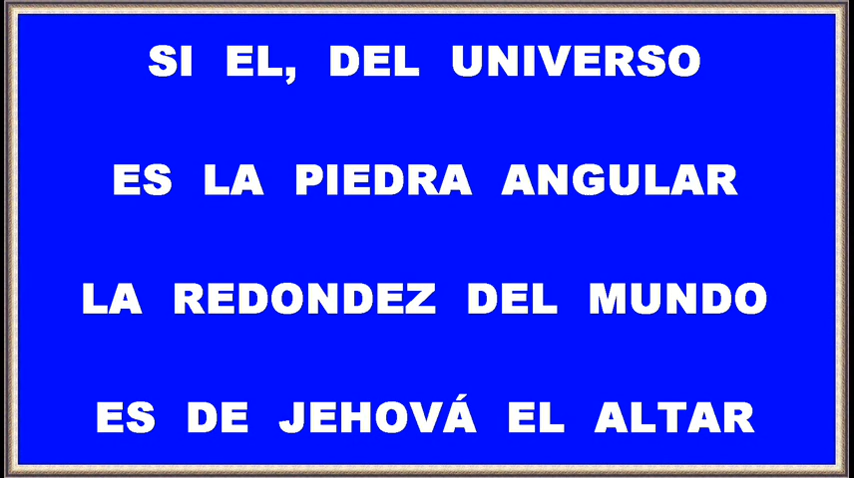 SI EL, DEL UNIVERSO
ES LA PIEDRA ANGULAR
LA REDONDEZ DEL MUNDO
ES DE JEHOVÁ EL ALTAR